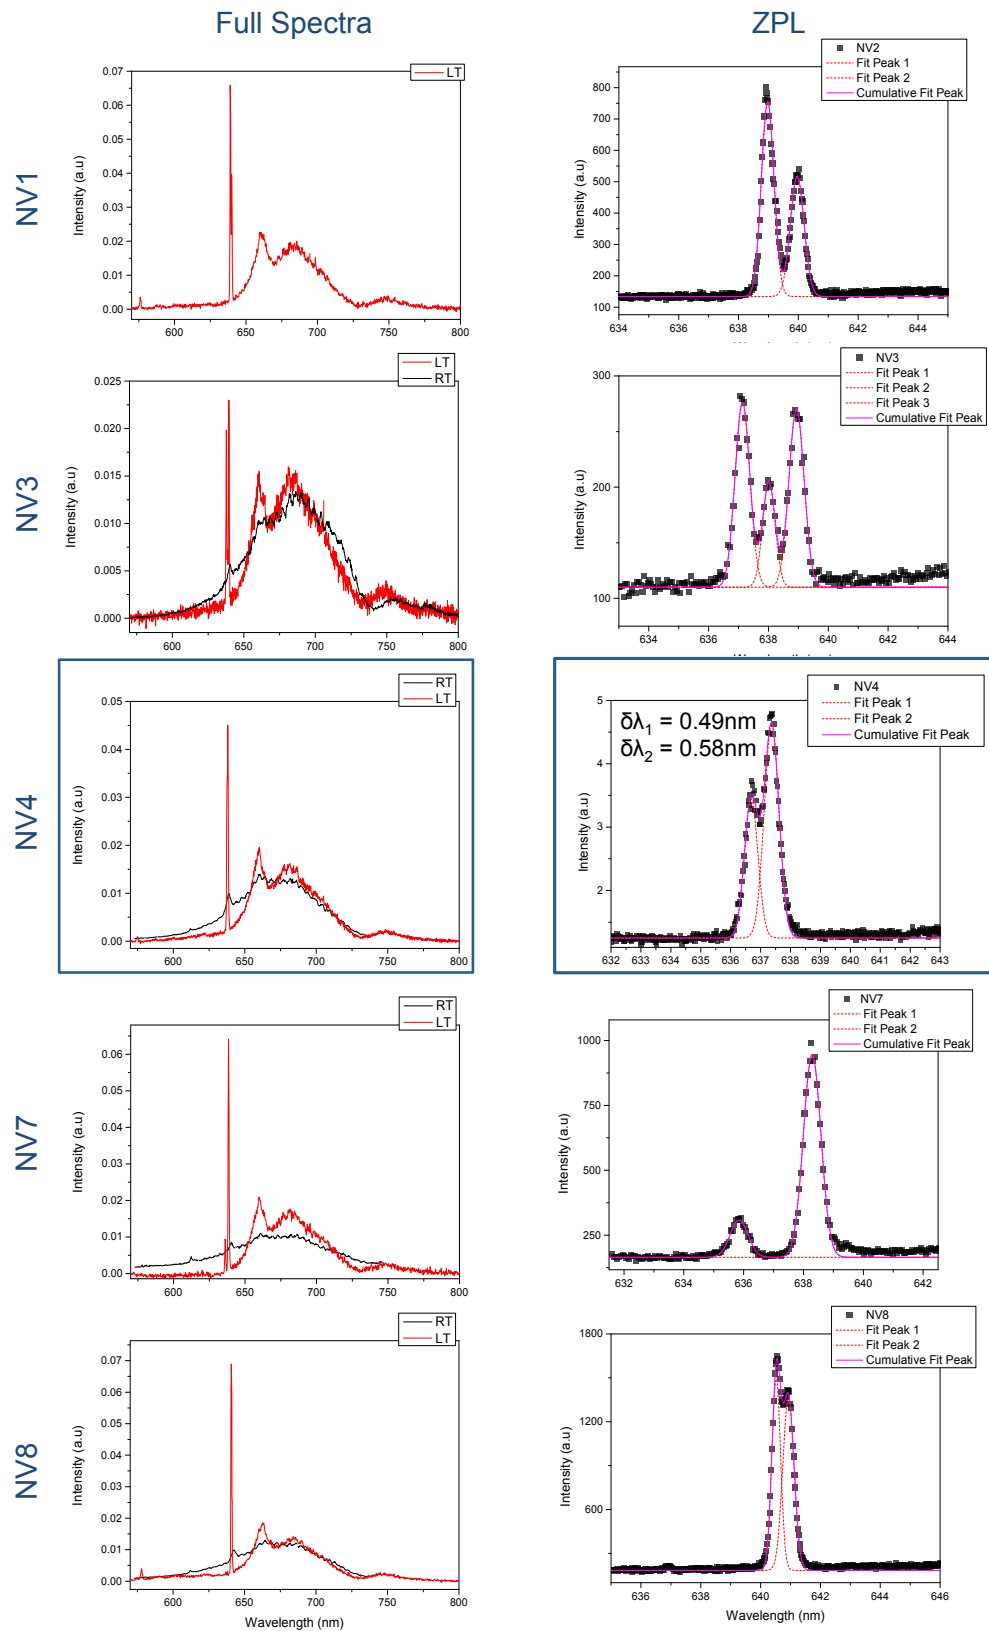 Full Spectra
ZPL
NV1
LT
0.07
0.06
0.05
0.04
0.03
0.02
0.01
0.00
Intensity (a.u)
600
650
700
750
800
NV2
Fit Peak 1
Fit Peak 2
Cumulative Fit Peak
800
700
600
500
400
300
200
100
Intensity (a.u)
634
636
638
640
642
644
NV3
LT
RT
0.025
0.020
0.015
0.010
0.005
0.000
Intensity (a.u)
600
650
700
750
800
NV3
Fit Peak 1
Fit Peak 2
Fit Peak 3
Cumulative Fit Peak
300
200
100
Intensity (a.u)
634
636
638
640
642
644
NV4
RT
LT
0.05
0.04
0.03
0.02
0.01
0.00
Intensity (a.u)
600
650
700
750
800
NV4
Fit Peak 1
Fit Peak 2
Cumulative Fit Peak
δλ1 = 0.49nm
δλ2 = 0.58nm
5
4
3
2
Intensity (a.u)
632
633
634
635
636
637
638
639
640
641
642
643
NV7
RT
LT
0.06
0.05
0.04
0.03
0.02
0.01
0.00
Intensity (a.u)
600
650
700
750
800
NV7
Fit Peak 1
Fit Peak 2
Cumulative Fit Peak
1000
750
500
250
Intensity (a.u)
632
634
636
638
640
642
NV8
RT
LT
0.07
0.06
0.05
0.04
0.03
0.02
0.01
0.00
Intensity (a.u)
600
650
700
750
800
Wavelength (nm)
NV8
Fit Peak 1
Fit Peak 2
Cumulative Fit Peak
1800
1200
600
Intensity (a.u)
636
638
640
642
644
646
Wavelength (nm)